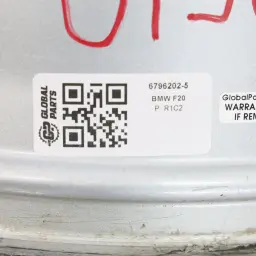 GLOBAL
PARTS
6796202-5
BMW F20
P R1C2
GlobalPa
WARRA
IF REM